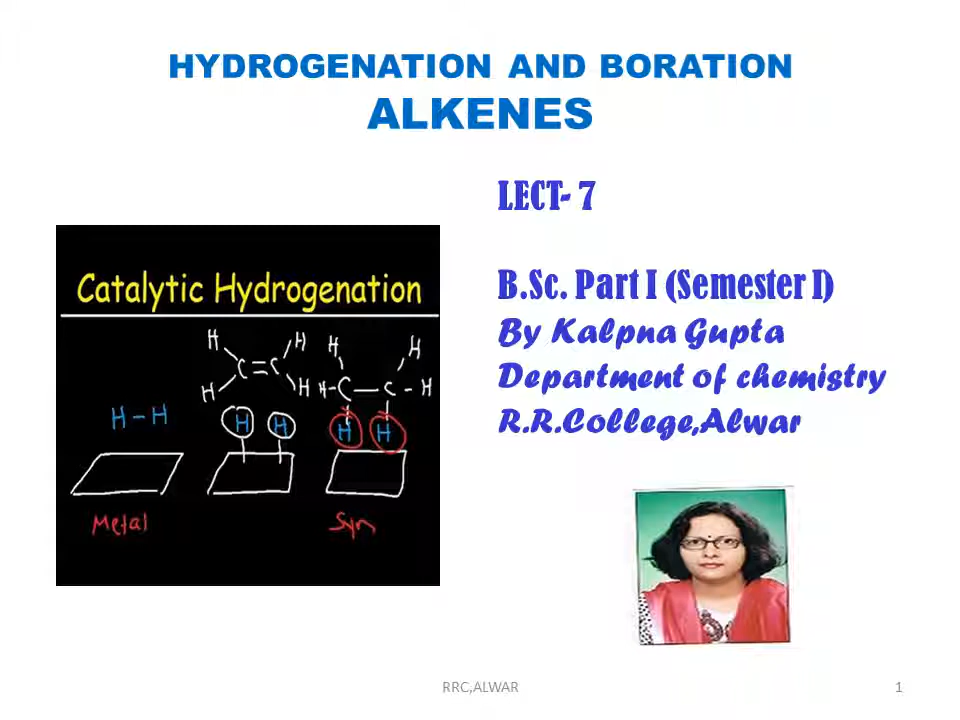 HYDROGENATION AND BORATION
ALKENES
LECT- 7
B.Sc. Part I (Semester I)
By Kalpna Gupta
Department of chemistry
R.R.College,Alwar
Catalytic Hydrogenation
H H H H
C=C
H H H-C—C-H
H-H H H H H
Metal Syn
RRC,ALWAR 1